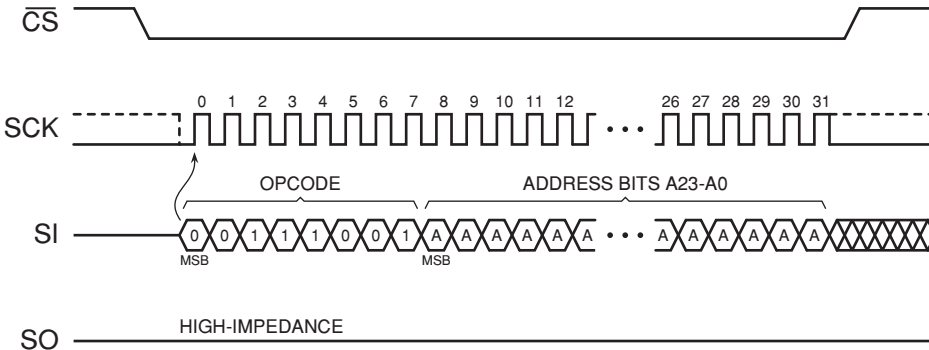 CS
0 1 2 3 4 5 6 7 8 9 10 11 12 26 27 28 29 30 31
SCK
OPCODE ADDRESS BITS A23-A0
SI 0 0 1 1 1 0 0 1 A A A A A A A A A A A A
MSB MSB
HIGH-IMPEDANCE
SO